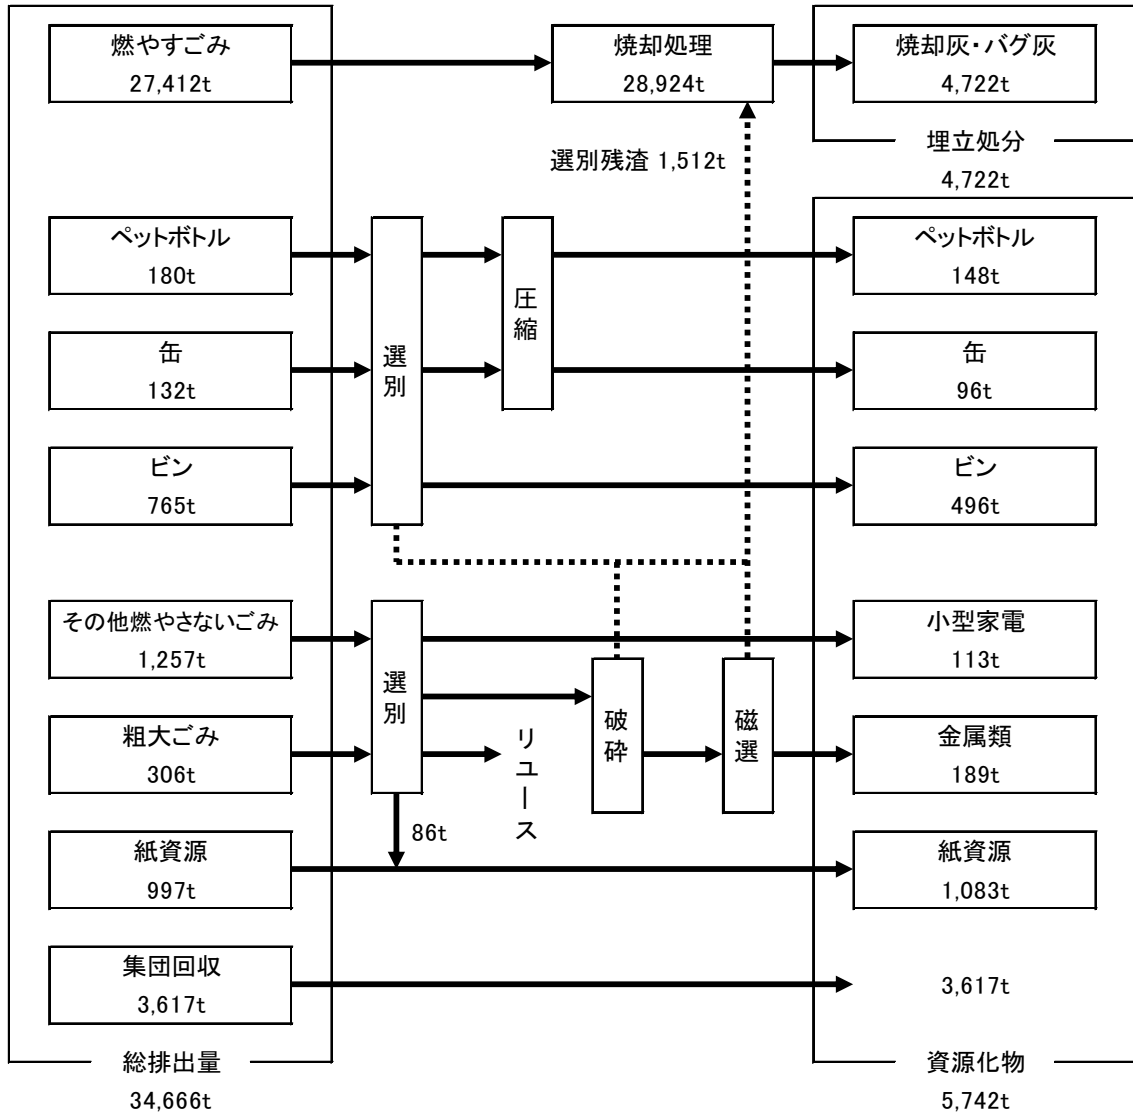 燃やすごみ
27,412t
焼却処理
28,924t
焼却灰・バグ灰
4,722t
埋立処分
4,722t
選別残渣 1,512t
ペットボトル
180t
缶
132t
ビン
765t
選別
圧縮
ペットボトル
148t
缶
96t
ビン
496t
その他燃やさないごみ
1,257t
粗大ごみ
306t
選別
リユース
破砕
磁選
小型家電
113t
金属類
189t
86t
紙資源
997t
紙資源
1,083t
集団回収
3,617t
3,617t
総排出量
34,666t
資源化物
5,742t